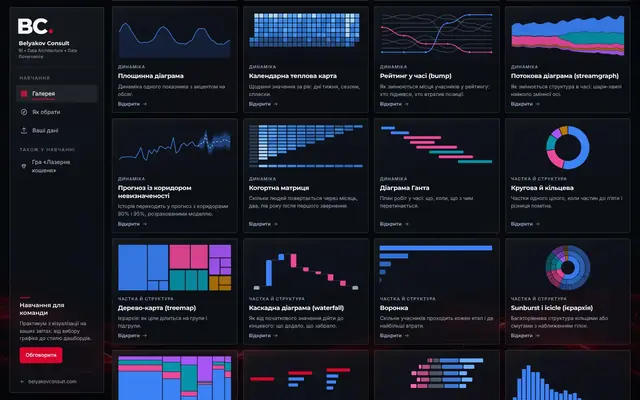 BC.
Belyakov Consult
BI • Data Architecture • Data
Governance
НАВЧАННЯ
Галерея
Як обрати
Ваші дані
ТАКОЖ У НАВЧАННІ
Гра «Лазерне
кошеня»
Навчання для
команди
Практикум з візуалізації на
ваших звітах: від вибору
графіка до стилю дашбордів.
Обговорити
← belyakovconsult.com
ДИНАМІКА
Площинна діаграма
Динаміка одного показника з акцентом на
обсяг.
Відкрити →
ДИНАМІКА
Календарна теплова карта
Щоденні значення за рік: дні тижня, сезони,
сплески.
Відкрити →
ДИНАМІКА
Рейтинг у часі (bump)
Як змінюються місця учасників у рейтингу:
хто піднявся, хто втратив позиції.
Відкрити →
ДИНАМІКА
Потокова діаграма (streamgraph)
Як змінюється структура в часі: шари-хвилі
навколо змінної осі.
Відкрити →
ДИНАМІКА
Прогноз із коридором
невизначеності
Історія переходить у прогноз з коридорами
80% і 95%, розрахованими моделлю.
Відкрити →
ДИНАМІКА
Когортна матриця
Скільки людей повертається через місяць,
два, пів року після першого звернення.
Відкрити →
ДИНАМІКА
Діаграма Ганта
План робіт у часі: що, коли, що з чим
перетинається.
Відкрити →
ЧАСТКА Й СТРУКТУРА
Кругова й кільцева
Частки одного цілого, коли частин до п'яти і
різниця помітна.
Відкрити →
ЧАСТКА Й СТРУКТУРА
Дерево-карта (treemap)
Ієрархія: як ціле ділиться на групи і
підгрупи.
Відкрити →
ЧАСТКА Й СТРУКТУРА
Каскадна діаграма (waterfall)
Як від початкового значення дійти до
кінцевого: що додало, що забрало.
Відкрити →
ЧАСТКА Й СТРУКТУРА
Воронка
Скільки учасників проходить кожен етап і де
найбільші втрати.
Відкрити →
ЧАСТКА Й СТРУКТУРА
Sunburst і icicle (ієрархія)
Багаторівнева структура кільцями або
смугами з наближенням гілок.
Відкрити →